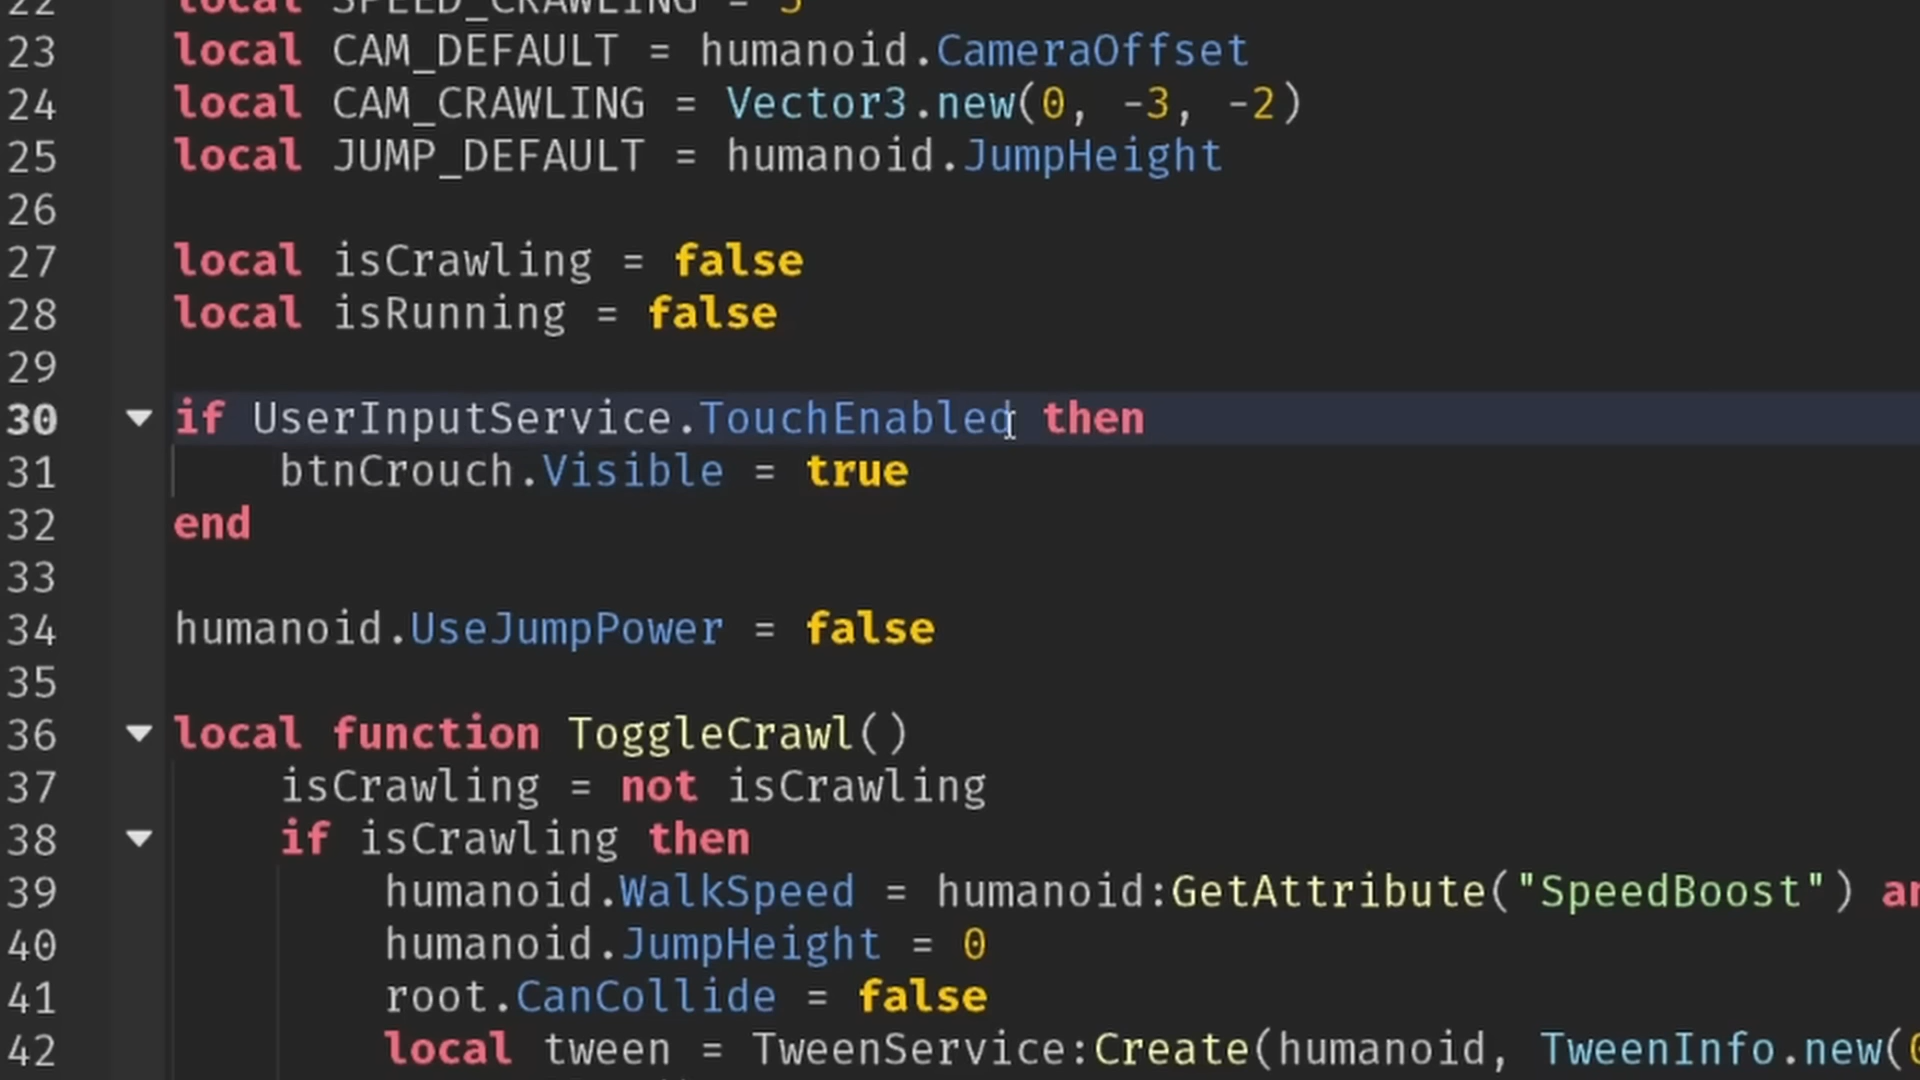 22 local SPEED_CRAWLING = 5
23 local CAM_DEFAULT = humanoid.CameraOffset
24 local CAM_CRAWLING = Vector3.new(0, -3, -2)
25 local JUMP_DEFAULT = humanoid.JumpHeight
26
27 local isCrawling = false
28 local isRunning = false
29
30 if UserInputService.TouchEnabled then
31 btnCrouch.Visible = true
32 end
33
34 humanoid.UseJumpPower = false
35
36 local function ToggleCrawl()
37 isCrawling = not isCrawling
38 if isCrawling then
39 humanoid.WalkSpeed = humanoid:GetAttribute("SpeedBoost")
40 humanoid.JumpHeight = 0
41 root.CanCollide = false
42 local tween = TweenService:Create(humanoid, TweenInfo.new(